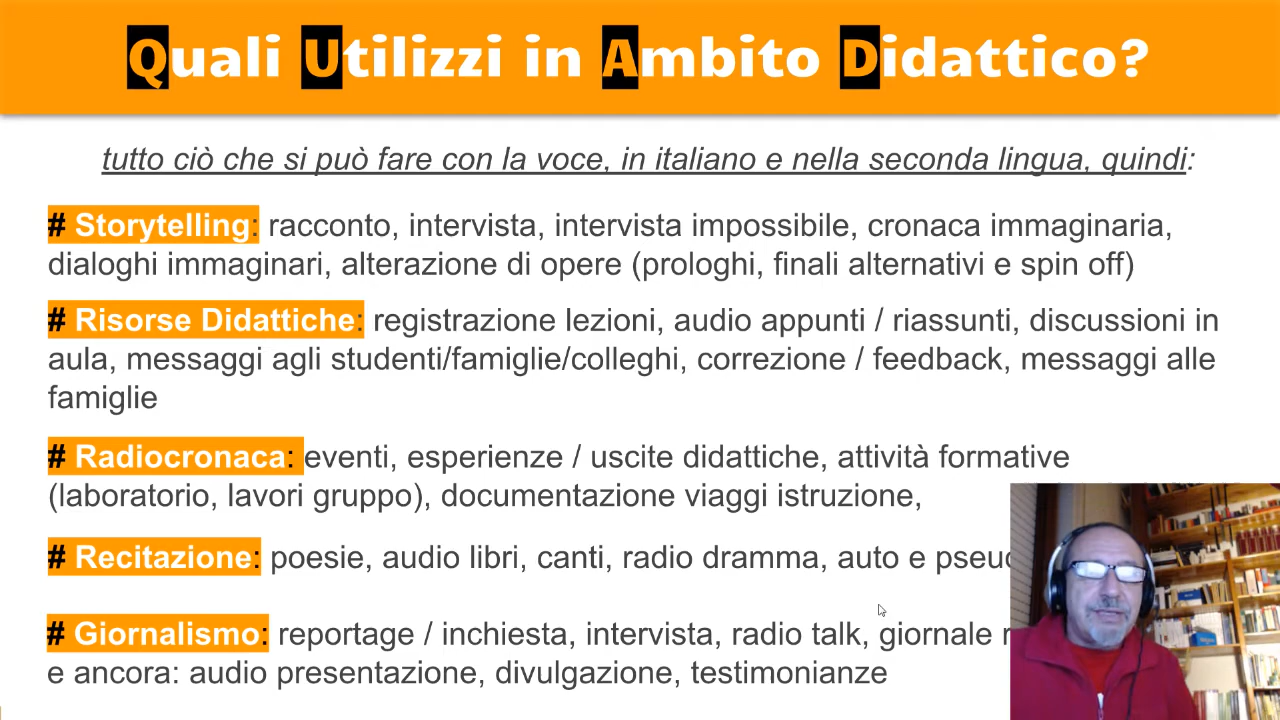 Quali Utilizzi in Ambito Didattico?
tutto ciò che si può fare con la voce, in italiano e nella seconda lingua, quindi:
# Storytelling: racconto, intervista, intervista impossibile, cronaca immaginaria,
dialoghi immaginari, alterazione di opere (prologhi, finali alternativi e spin off)
# Risorse Didattiche: registrazione lezioni, audio appunti / riassunti, discussioni in
aula, messaggi agli studenti/famiglie/colleghi, correzione / feedback, messaggi alle
famiglie
# Radiocronaca: eventi, esperienze / uscite didattiche, attività formative
(laboratorio, lavori gruppo), documentazione viaggi istruzione,
# Recitazione: poesie, audio libri, canti, radio dramma, auto e
# Giornalismo: reportage / inchiesta, intervista, radio talk, giornale
e ancora: audio presentazione, divulgazione, testimonianze